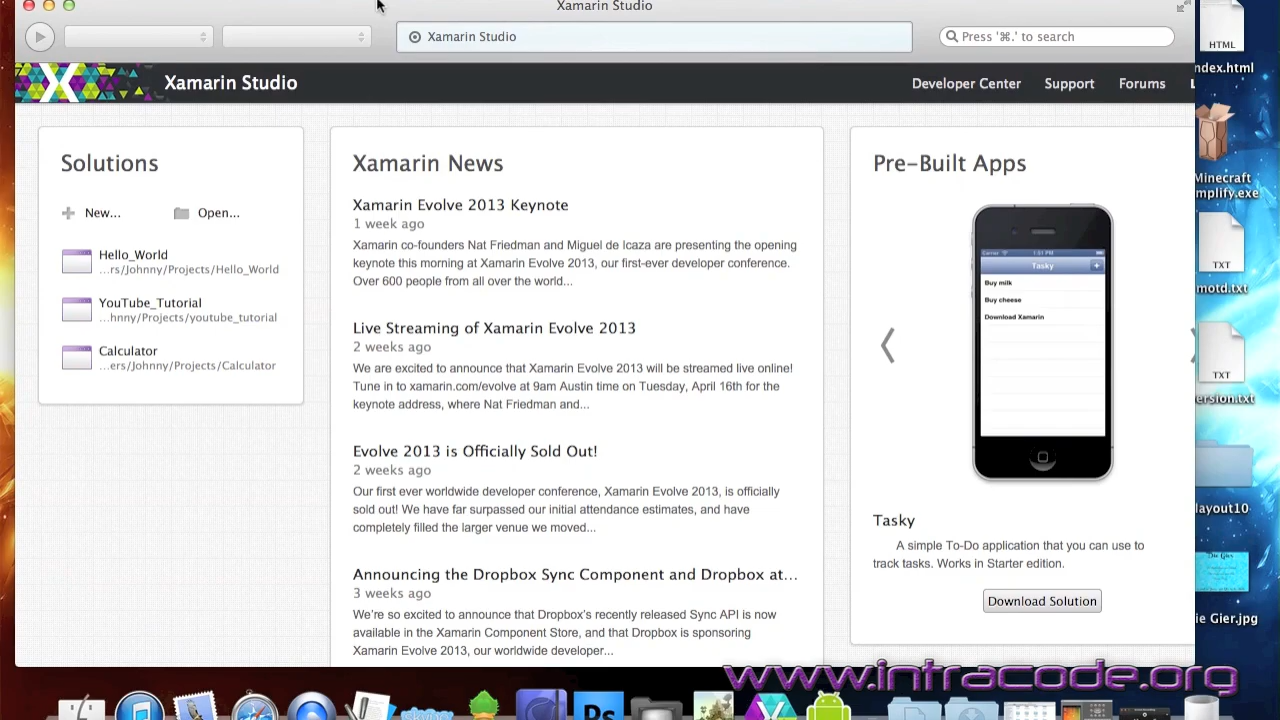 Xamarin Studio
Xamarin Studio
Press '⌘.' to search
HTML
Xamarin Studio
Developer Center
Support
Forums
Solutions
New...
Open...
Hello_World
...rs/Johnny/Projects/Hello_World
YouTube_Tutorial
...hnny/Projects/youtube_tutorial
Calculator
...ers/Johnny/Projects/Calculator
Xamarin News
Xamarin Evolve 2013 Keynote
1 week ago
Xamarin co-founders Nat Friedman and Miguel de Icaza are presenting the opening
keynote this morning at Xamarin Evolve 2013, our first-ever developer conference.
Over 600 people from all over the world...
Live Streaming of Xamarin Evolve 2013
2 weeks ago
We are excited to announce that Xamarin Evolve 2013 will be streamed live online!
Tune in to xamarin.com/evolve at 9am Austin time on Tuesday, April 16th for the
keynote address, where Nat Friedman and...
Evolve 2013 is Officially Sold Out!
2 weeks ago
Our first ever worldwide developer conference, Xamarin Evolve 2013, is officially
sold out! We have far surpassed our initial attendance estimates, and have
completely filled the larger venue we moved...
Announcing the Dropbox Sync Component and Dropbox at...
3 weeks ago
We're so excited to announce that Dropbox's recently released Sync API is now
available in the Xamarin Component Store, and that Dropbox is sponsoring
Xamarin Evolve 2013, our worldwide developer...
Pre-Built Apps
Carrier
1:51 PM
Tasky
Buy milk
Buy cheese
Download Xamarin
Tasky
A simple To-Do application that you can use to
track tasks. Works in Starter edition.
Download Solution
ndex.html
Minecraft
mplify.exe
TXT
motd.txt
TXT
ersion.txt
layout10
ie Gier.jpg
www.intracode.org
Ps